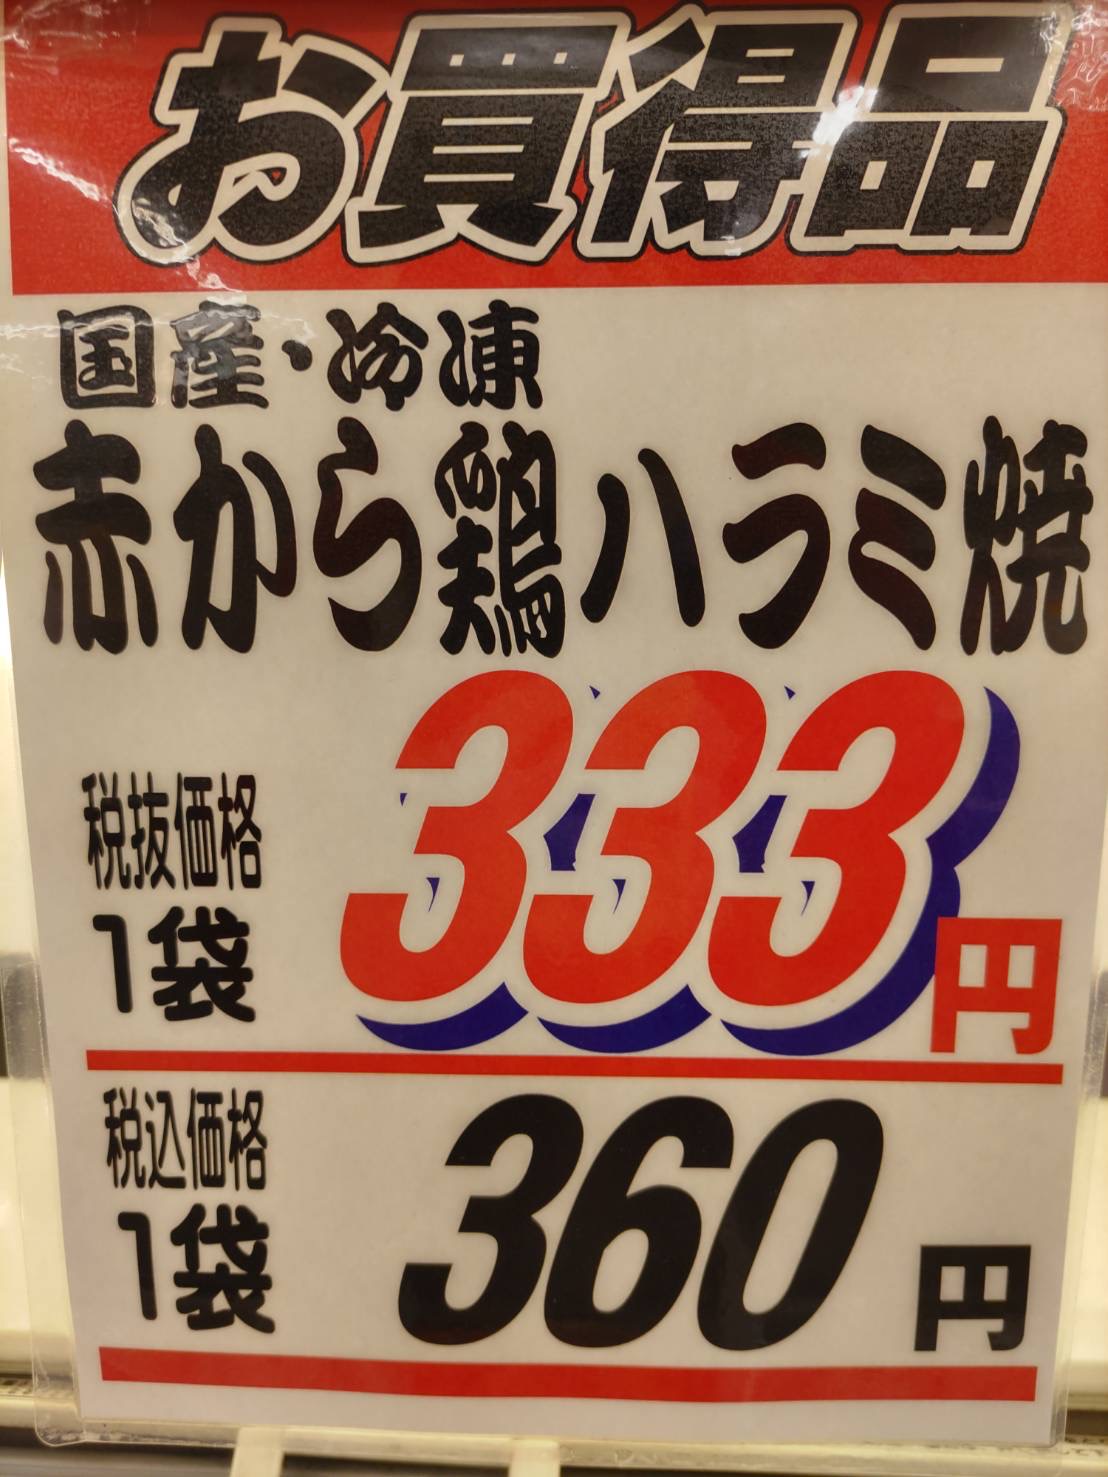 お買得品
国産・冷凍
赤から鶏ハラミ焼
税抜価格
1袋 333円
税込価格
1袋 360円